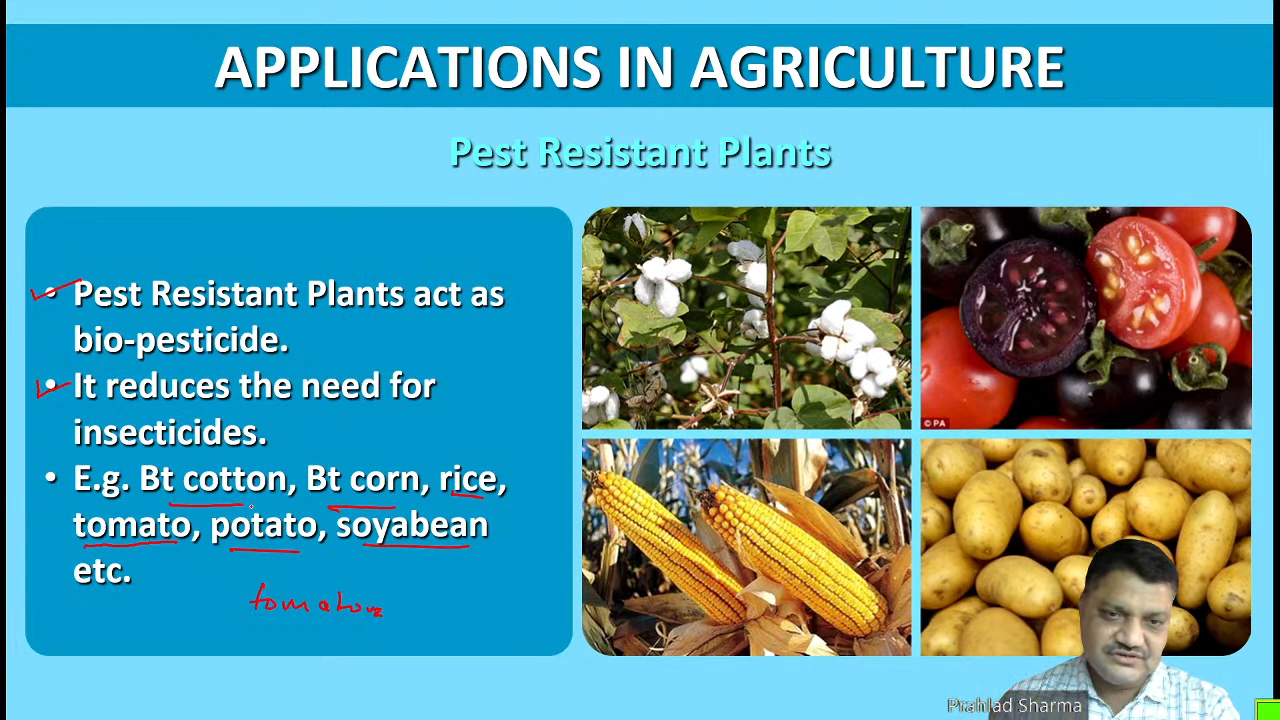 APPLICATIONS IN AGRICULTURE
Pest Resistant Plants
• Pest Resistant Plants act as
bio-pesticide.
• It reduces the need for
insecticides.
• E.g. Bt cotton, Bt corn, rice,
tomato, potato, soyabean
etc.
© PA
Prahlad Sharma